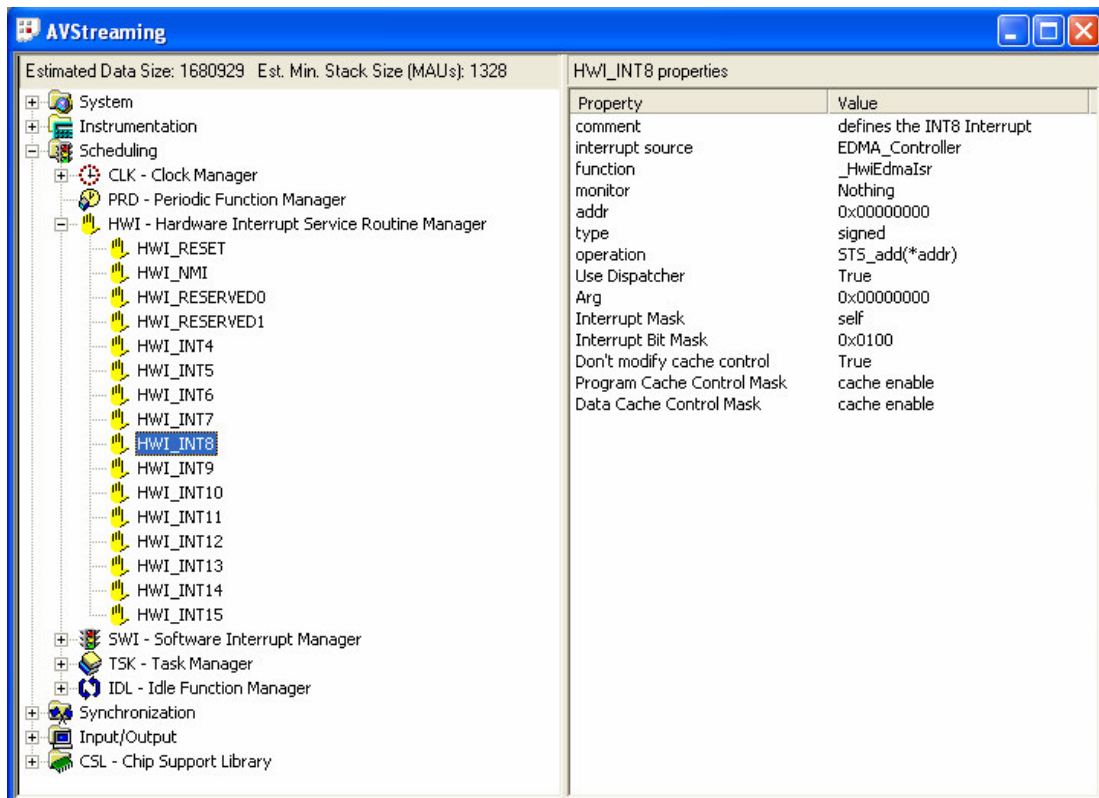 AVStreaming
Estimated Data Size: 1680929 Est. Min. Stack Size (MAUs): 1328
System
Instrumentation
Scheduling
CLK - Clock Manager
PRD - Periodic Function Manager
HWI - Hardware Interrupt Service Routine Manager
HWI_RESET
HWI_NMI
HWI_RESERVED0
HWI_RESERVED1
HWI_INT4
HWI_INT5
HWI_INT6
HWI_INT7
HWI_INT8
HWI_INT9
HWI_INT10
HWI_INT11
HWI_INT12
HWI_INT13
HWI_INT14
HWI_INT15
SWI - Software Interrupt Manager
TSK - Task Manager
IDL - Idle Function Manager
Synchronization
Input/Output
CSL - Chip Support Library
HWI_INT8 properties
Property Value
comment defines the INT8 Interrupt
interrupt source EDMA_Controller
function _HwiEdmaIsr
monitor Nothing
addr 0x00000000
type signed
operation STS_add(*addr)
Use Dispatcher True
Arg 0x00000000
Interrupt Mask self
Interrupt Bit Mask 0x0100
Don't modify cache control True
Program Cache Control Mask cache enable
Data Cache Control Mask cache enable